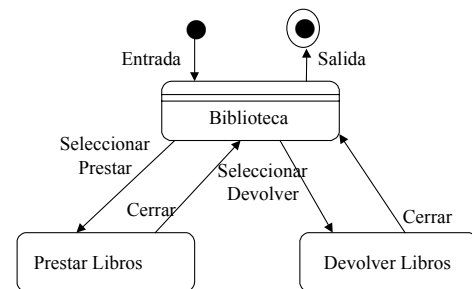 Entrada
Salida
Biblioteca
Seleccionar
Prestar
Cerrar
Seleccionar
Devolver
Cerrar
Prestar Libros
Devolver Libros